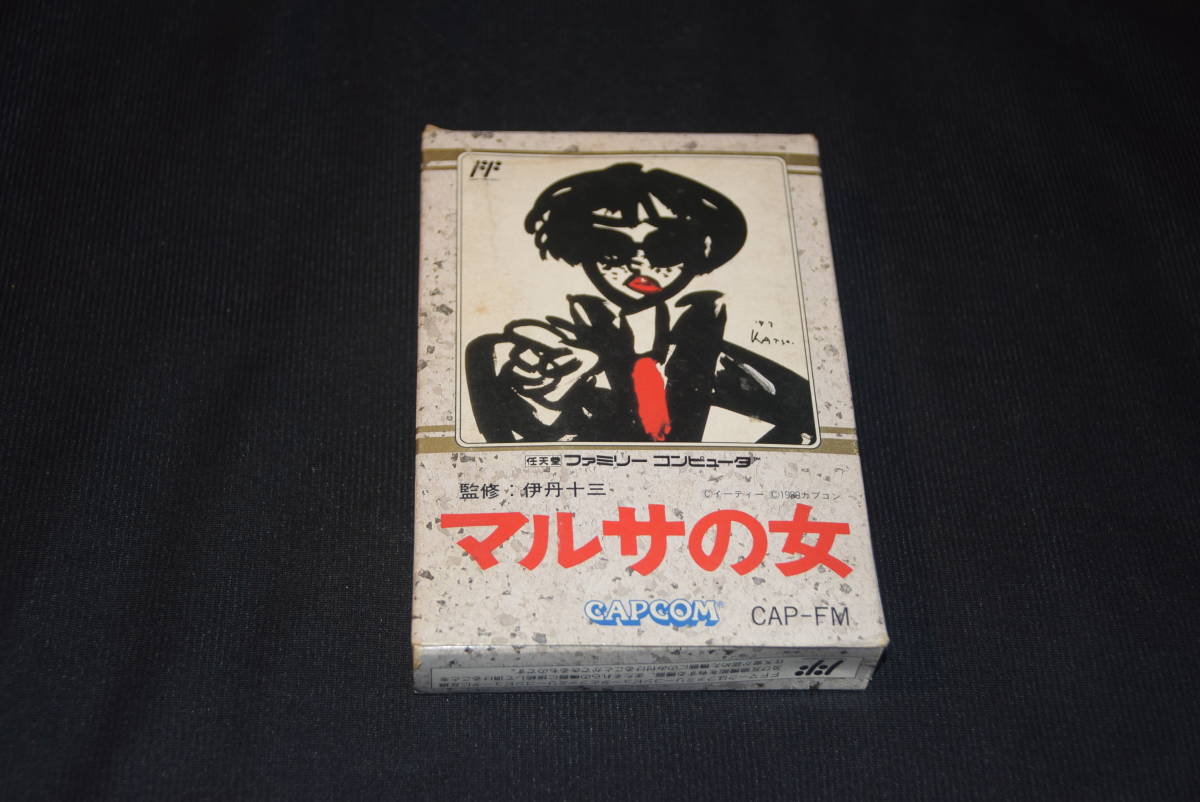 '87
KATSU.
任天堂 ファミリー コンピュータ™
監修：伊丹十三
©イーティー ©1989カプコン
マルサの女
CAPCOM® CAP-FM